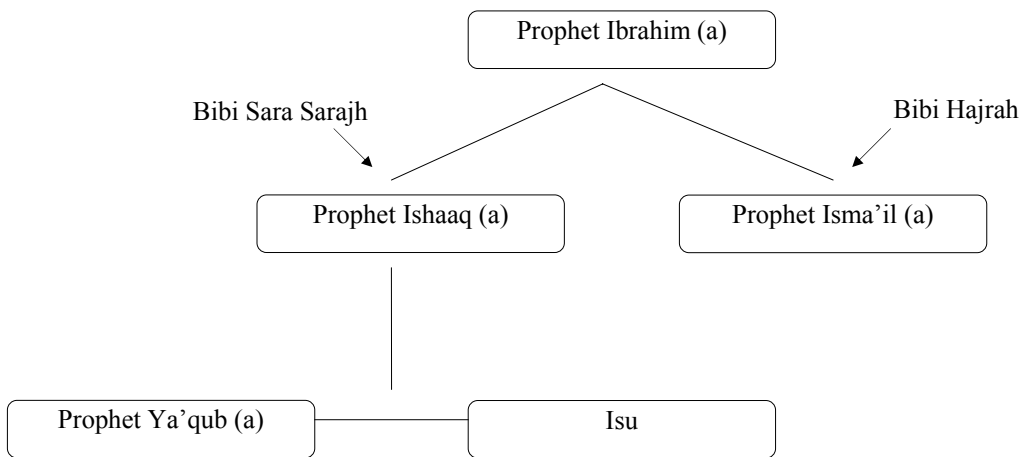 Prophet Ibrahim (a)
Bibi Sara Sarajh
Bibi Hajrah
Prophet Ishaaq (a)
Prophet Isma’il (a)
Prophet Ya’qub (a)
Isu